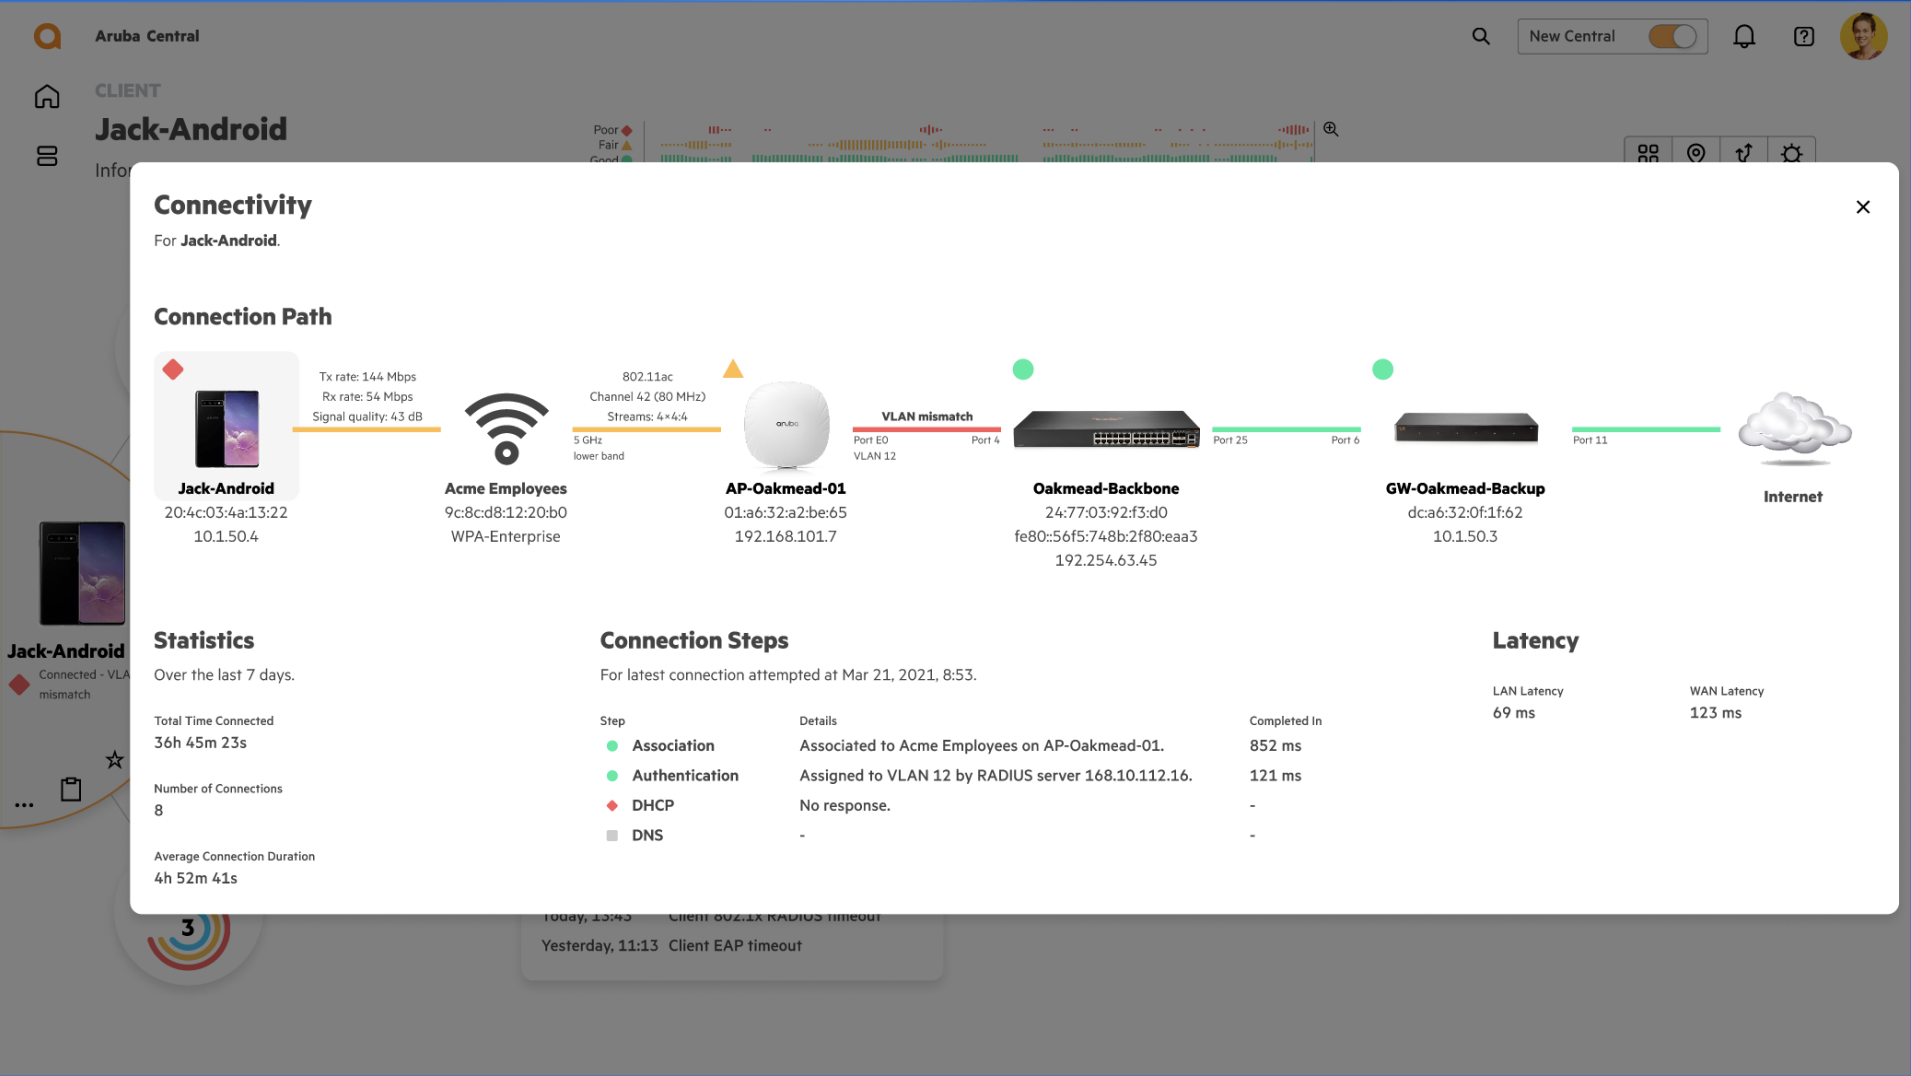 Aruba Central
New Central
CLIENT
Jack-Android
Poor
Fair
Good
Connectivity
For Jack-Android.
Connection Path
Tx rate: 144 Mbps
Rx rate: 54 Mbps
Signal quality: 43 dB
802.11ac
Channel 42 (80 MHz)
Streams: 4×4:4
5 GHz
lower band
aruba
VLAN mismatch
Port E0
Port 4
VLAN 12
Port 25
Port 6
Port 11
Jack-Android
20:4c:03:4a:13:22
10.1.50.4
Acme Employees
9c:8c:d8:12:20:b0
WPA-Enterprise
AP-Oakmead-01
01:a6:32:a2:be:65
192.168.101.7
Oakmead-Backbone
24:77:03:92:f3:d0
fe80::56f5:748b:2f80:eaa3
192.254.63.45
GW-Oakmead-Backup
dc:a6:32:0f:1f:62
10.1.50.3
Internet
Statistics
Over the last 7 days.
Total Time Connected
36h 45m 23s
Number of Connections
8
Average Connection Duration
4h 52m 41s
Connection Steps
For latest connection attempted at Mar 21, 2021, 8:53.
Step Details Completed In
Association Associated to Acme Employees on AP-Oakmead-01. 852 ms
Authentication Assigned to VLAN 12 by RADIUS server 168.10.112.16. 121 ms
DHCP No response. -
DNS - -
Latency
LAN Latency
69 ms
WAN Latency
123 ms
Jack-Android
Connected - VLA
mismatch
3
Today, 13:43 Client 802.1x RADIUS timeout
Yesterday, 11:13 Client EAP timeout